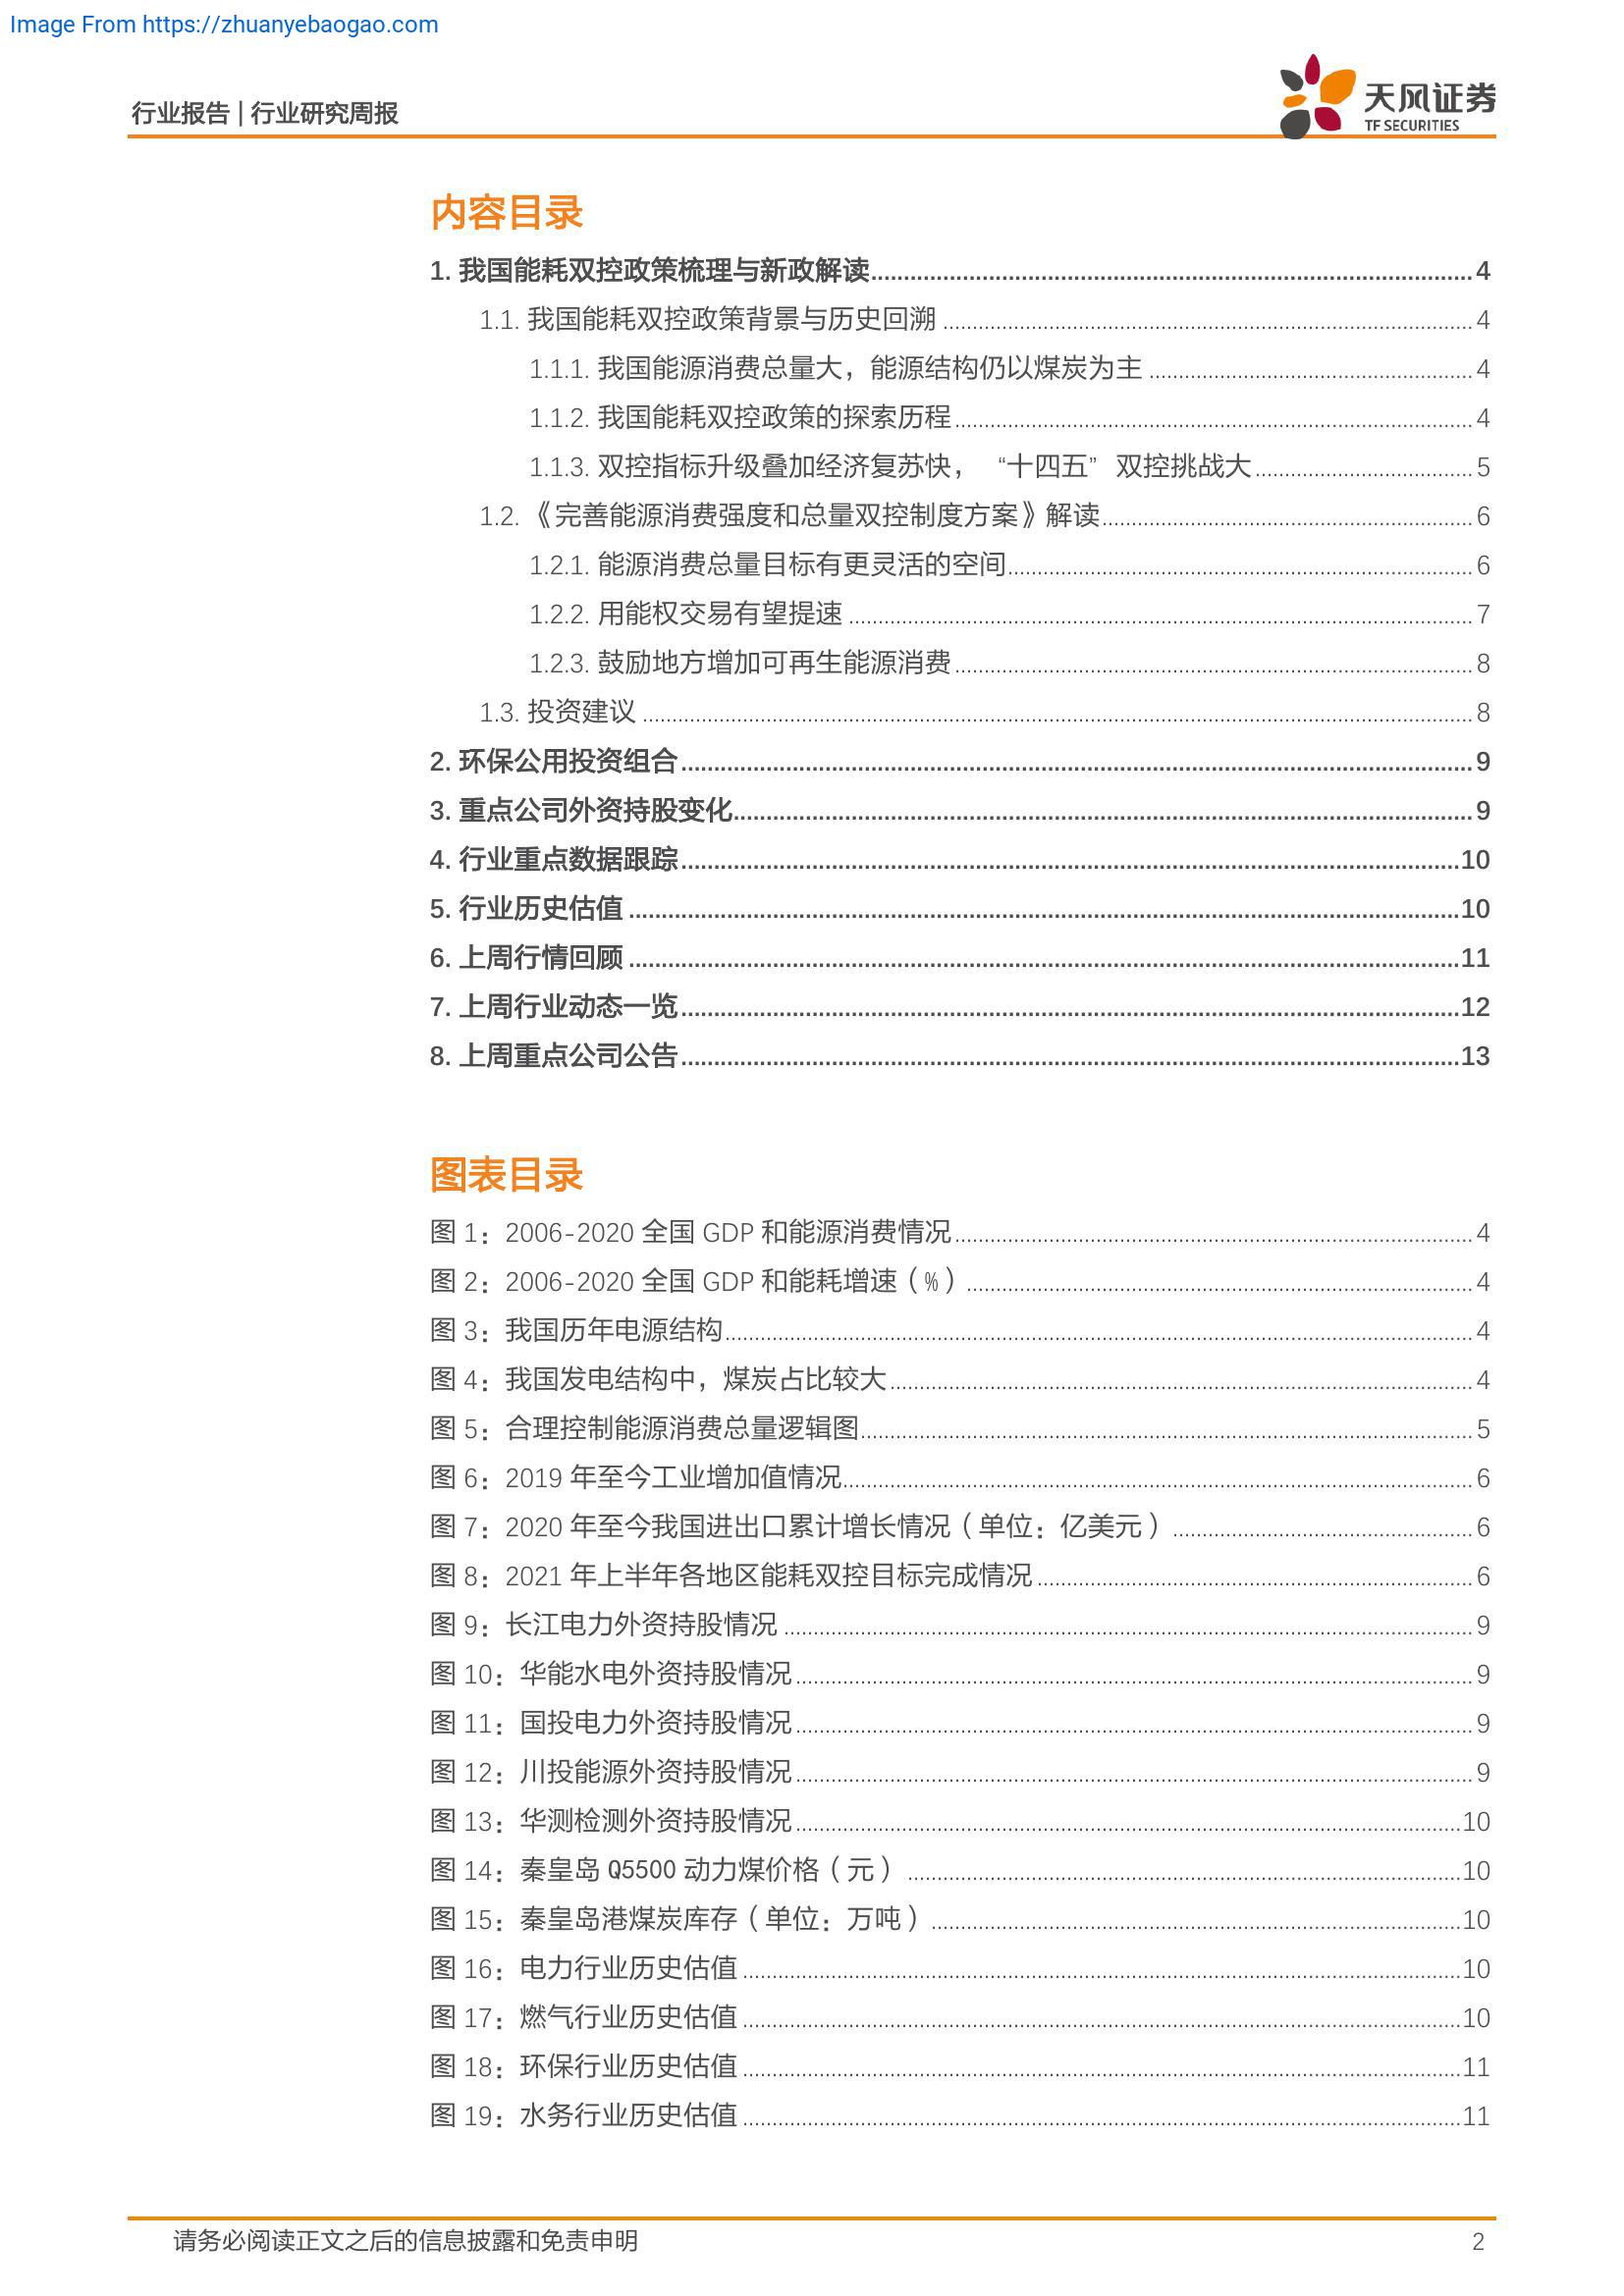 Image From https://zhuanyebaogao.com
行业报告 | 行业研究周报
天风证券
TF SECURITIES
内容目录
1. 我国能耗双控政策梳理与新政解读 4
1.1. 我国能耗双控政策背景与历史回溯 4
1.1.1. 我国能源消费总量大，能源结构仍以煤炭为主 4
1.1.2. 我国能耗双控政策的探索历程 4
1.1.3. 双控指标升级叠加经济复苏快，“十四五”双控挑战大 5
1.2. 《完善能源消费强度和总量双控制度方案》解读 6
1.2.1. 能源消费总量目标有更灵活的空间 6
1.2.2. 用能权交易有望提速 7
1.2.3. 鼓励地方增加可再生能源消费 8
1.3. 投资建议 8
2. 环保公用投资组合 9
3. 重点公司外资持股变化 9
4. 行业重点数据跟踪 10
5. 行业历史估值 10
6. 上周行情回顾 11
7. 上周行业动态一览 12
8. 上周重点公司公告 13
图表目录
图 1：2006-2020 全国 GDP 和能源消费情况 4
图 2：2006-2020 全国 GDP 和能耗增速（%） 4
图 3：我国历年电源结构 4
图 4：我国发电结构中，煤炭占比较大 4
图 5：合理控制能源消费总量逻辑图 5
图 6：2019 年至今工业增加值情况 6
图 7：2020 年至今我国进出口累计增长情况（单位：亿美元） 6
图 8：2021 年上半年各地区能耗双控目标完成情况 6
图 9：长江电力外资持股情况 9
图 10：华能水电外资持股情况 9
图 11：国投电力外资持股情况 9
图 12：川投能源外资持股情况 9
图 13：华测检测外资持股情况 10
图 14：秦皇岛 Q5500 动力煤价格（元） 10
图 15：秦皇岛港煤炭库存（单位：万吨） 10
图 16：电力行业历史估值 10
图 17：燃气行业历史估值 10
图 18：环保行业历史估值 11
图 19：水务行业历史估值 11
请务必阅读正文之后的信息披露和免责申明 2